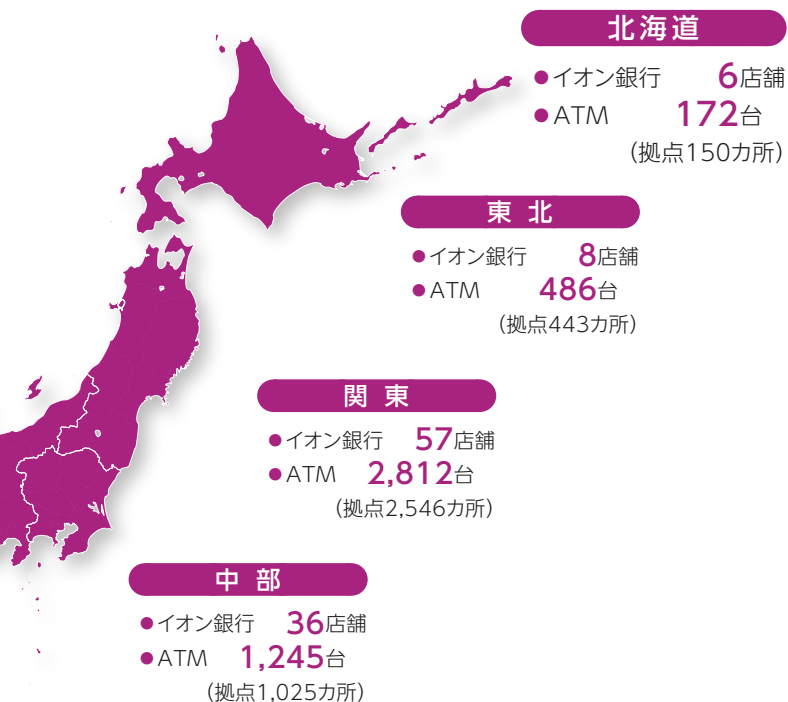 北海道
●イオン銀行 6店舗
●ATM 172台
(拠点150カ所)
東北
●イオン銀行 8店舗
●ATM 486台
(拠点443カ所)
関東
●イオン銀行 57店舗
●ATM 2,812台
(拠点2,546カ所)
中部
●イオン銀行 36店舗
●ATM 1,245台
(拠点1,025カ所)